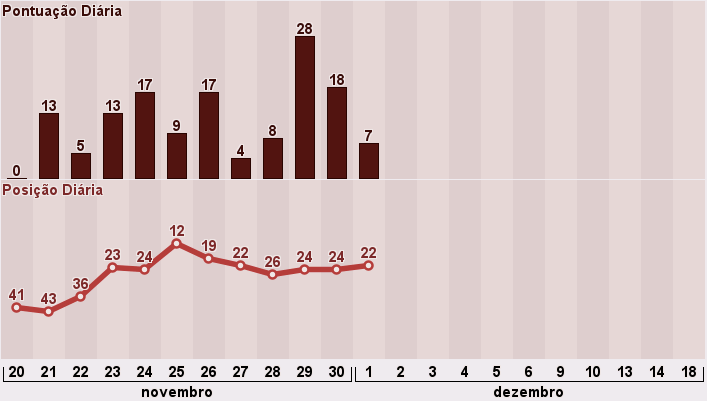 Pontuação Diária
0 13 5 13 17 9 17 4 8 28 18 7
Posição Diária
41 43 36 23 24 12 19 22 26 24 24 22
20 21 22 23 24 25 26 27 28 29 30 1 2 3 4 5 6 9 10 13 14 18
novembro dezembro